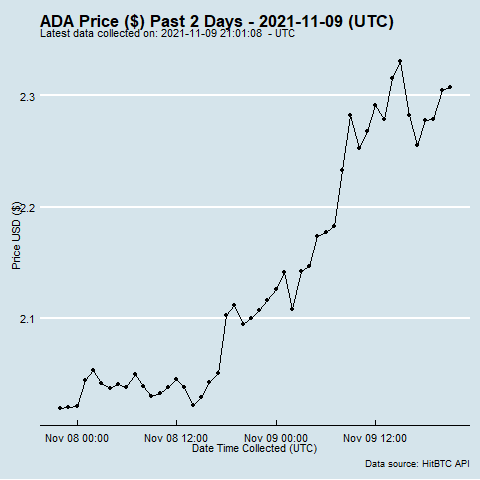 ADA Price ($) Past 2 Days - 2021-11-09 (UTC)
Latest data collected on: 2021-11-09 21:01:08 - UTC
Price USD ($)
2.3
2.2
2.1
Nov 08 00:00
Nov 08 12:00
Nov 09 00:00
Nov 09 12:00
Date Time Collected (UTC)
Data source: HitBTC API